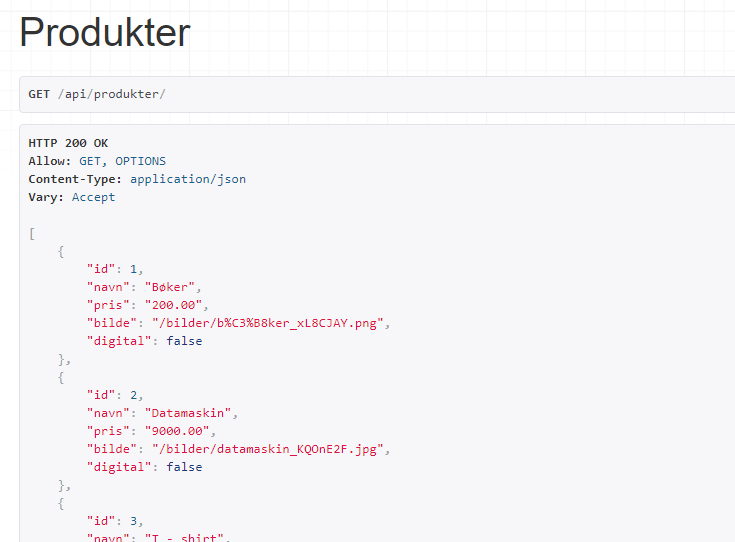 Produkter
GET /api/produkter/
HTTP 200 OK
Allow: GET, OPTIONS
Content-Type: application/json
Vary: Accept
[
{
"id": 1,
"navn": "Bøker",
"pris": "200.00",
"bilde": "/bilder/b%C3%B8ker_xL8CJAY.png",
"digital": false
},
{
"id": 2,
"navn": "Datamaskin",
"pris": "9000.00",
"bilde": "/bilder/datamaskin_KQOnE2F.jpg",
"digital": false
},
{
"id": 3,
"navn": "T - shirt",